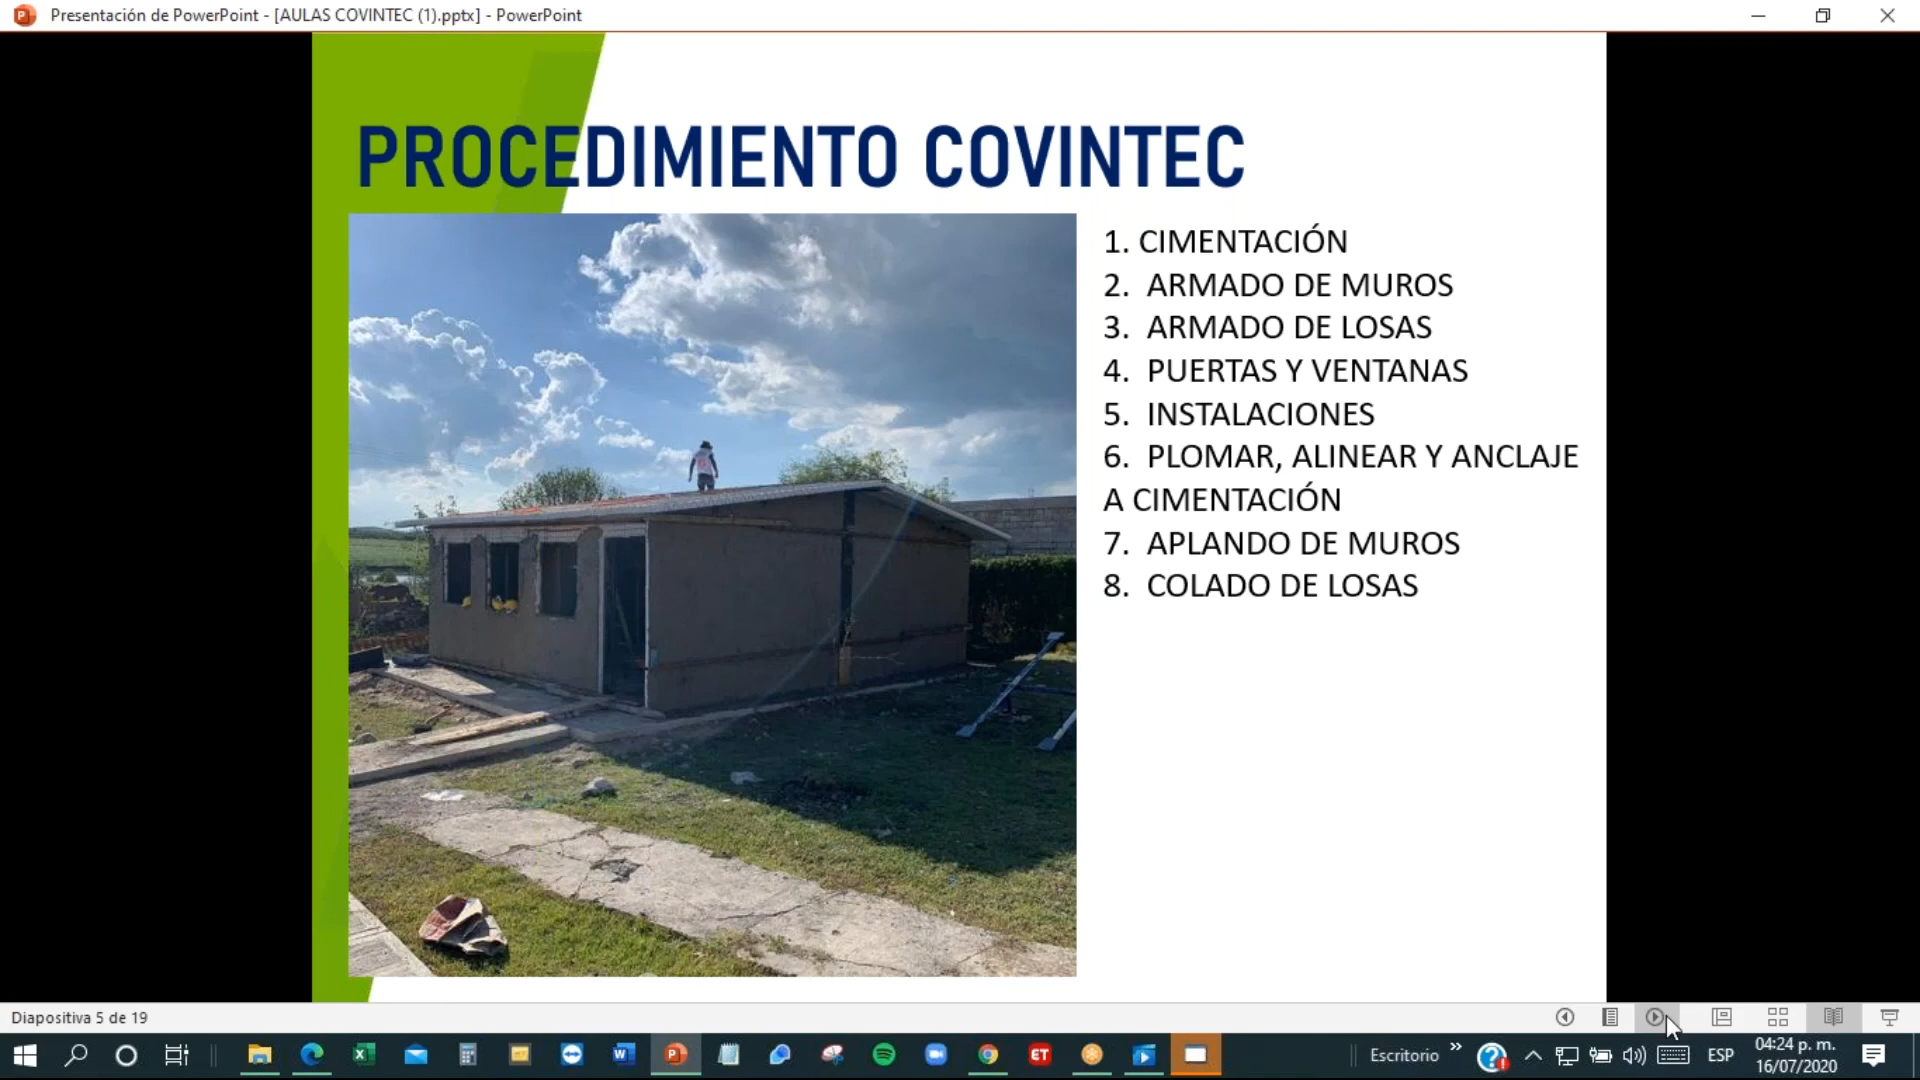 Presentación de PowerPoint - [AULAS COVINTEC (1).pptx] - PowerPoint
PROCEDIMIENTO COVINTEC
1. CIMENTACIÓN
2. ARMADO DE MUROS
3. ARMADO DE LOSAS
4. PUERTAS Y VENTANAS
5. INSTALACIONES
6. PLOMAR, ALINEAR Y ANCLAJE
A CIMENTACIÓN
7. APLANDO DE MUROS
8. COLADO DE LOSAS
Diapositiva 5 de 19
ET
Escritorio
ESP
04:24 p. m.
16/07/2020